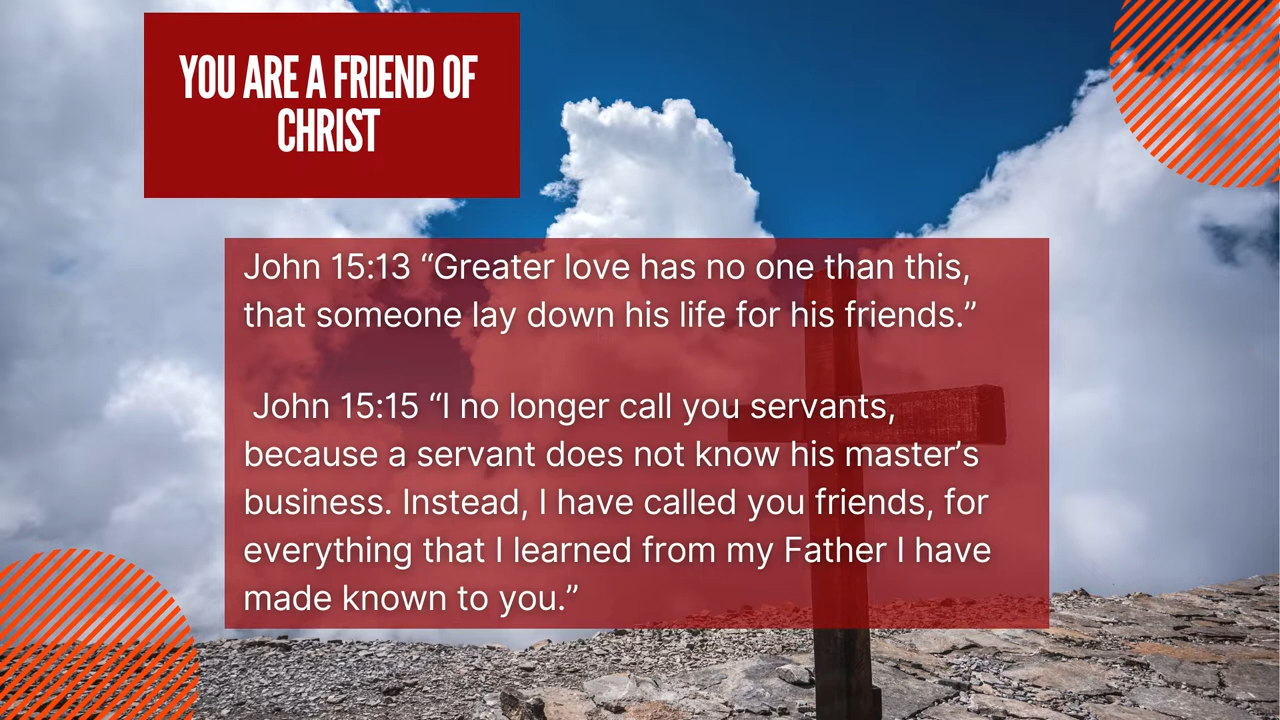 YOU ARE A FRIEND OF
CHRIST
John 15:13 “Greater love has no one than this,
that someone lay down his life for his friends.”
John 15:15 “I no longer call you servants,
because a servant does not know his master’s
business. Instead, I have called you friends, for
everything that I learned from my Father I have
made known to you.”